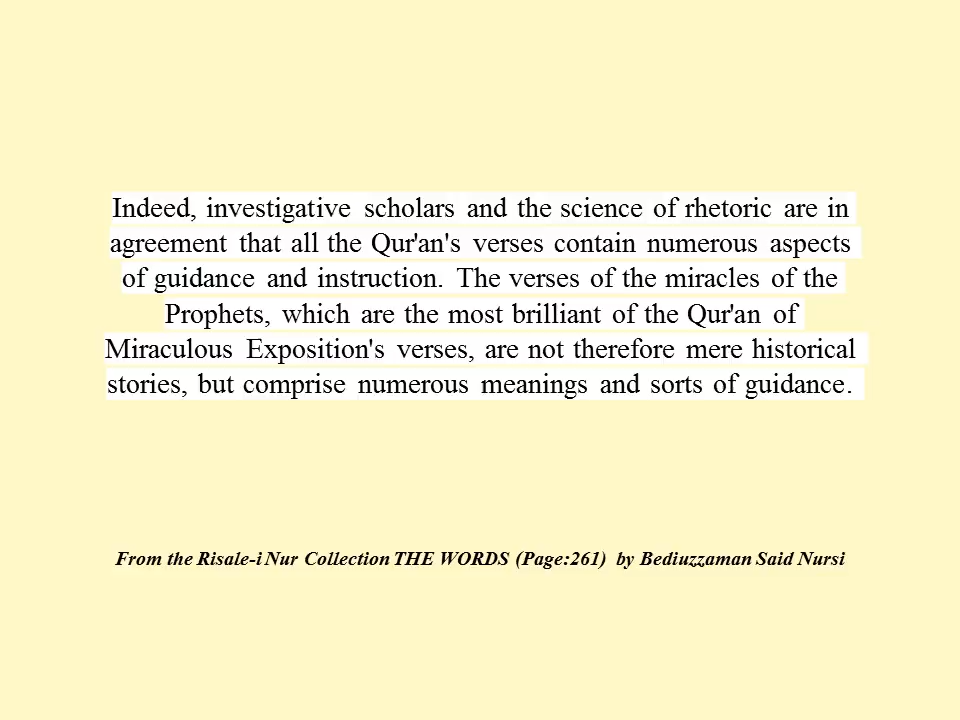 Indeed, investigative scholars and the science of rhetoric are in
agreement that all the Qur'an's verses contain numerous aspects
of guidance and instruction. The verses of the miracles of the
Prophets, which are the most brilliant of the Qur'an of
Miraculous Exposition's verses, are not therefore mere historical
stories, but comprise numerous meanings and sorts of guidance.
From the Risale-i Nur Collection THE WORDS (Page:261) by Bediuzzaman Said Nursi